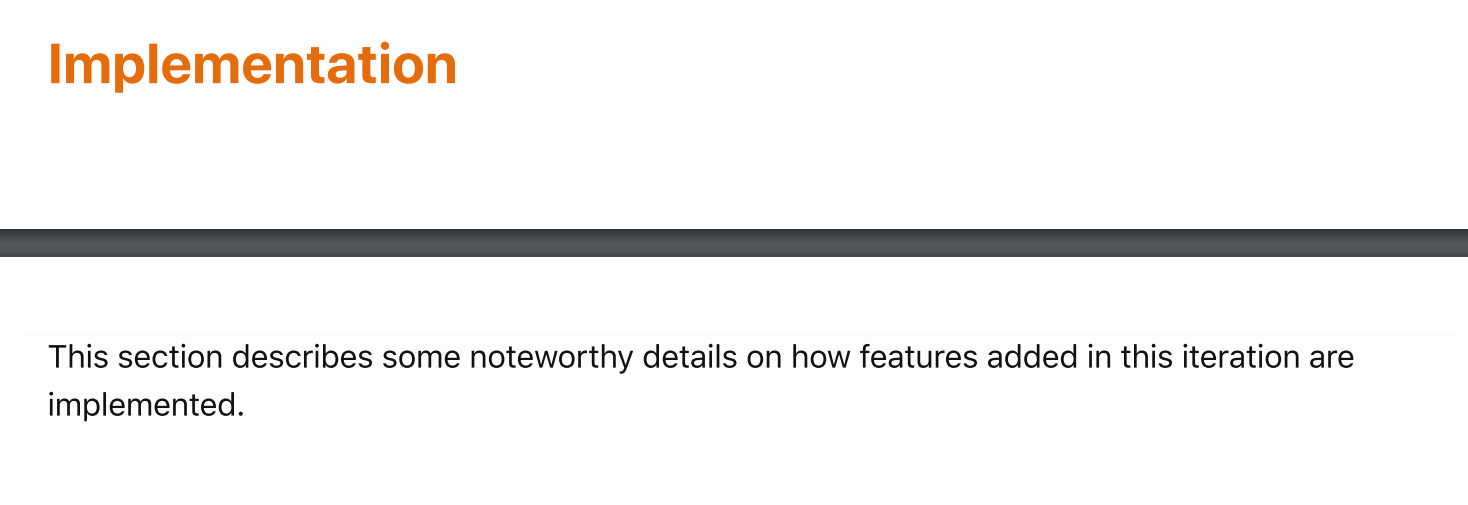 Implementation
This section describes some noteworthy details on how features added in this iteration are
implemented.